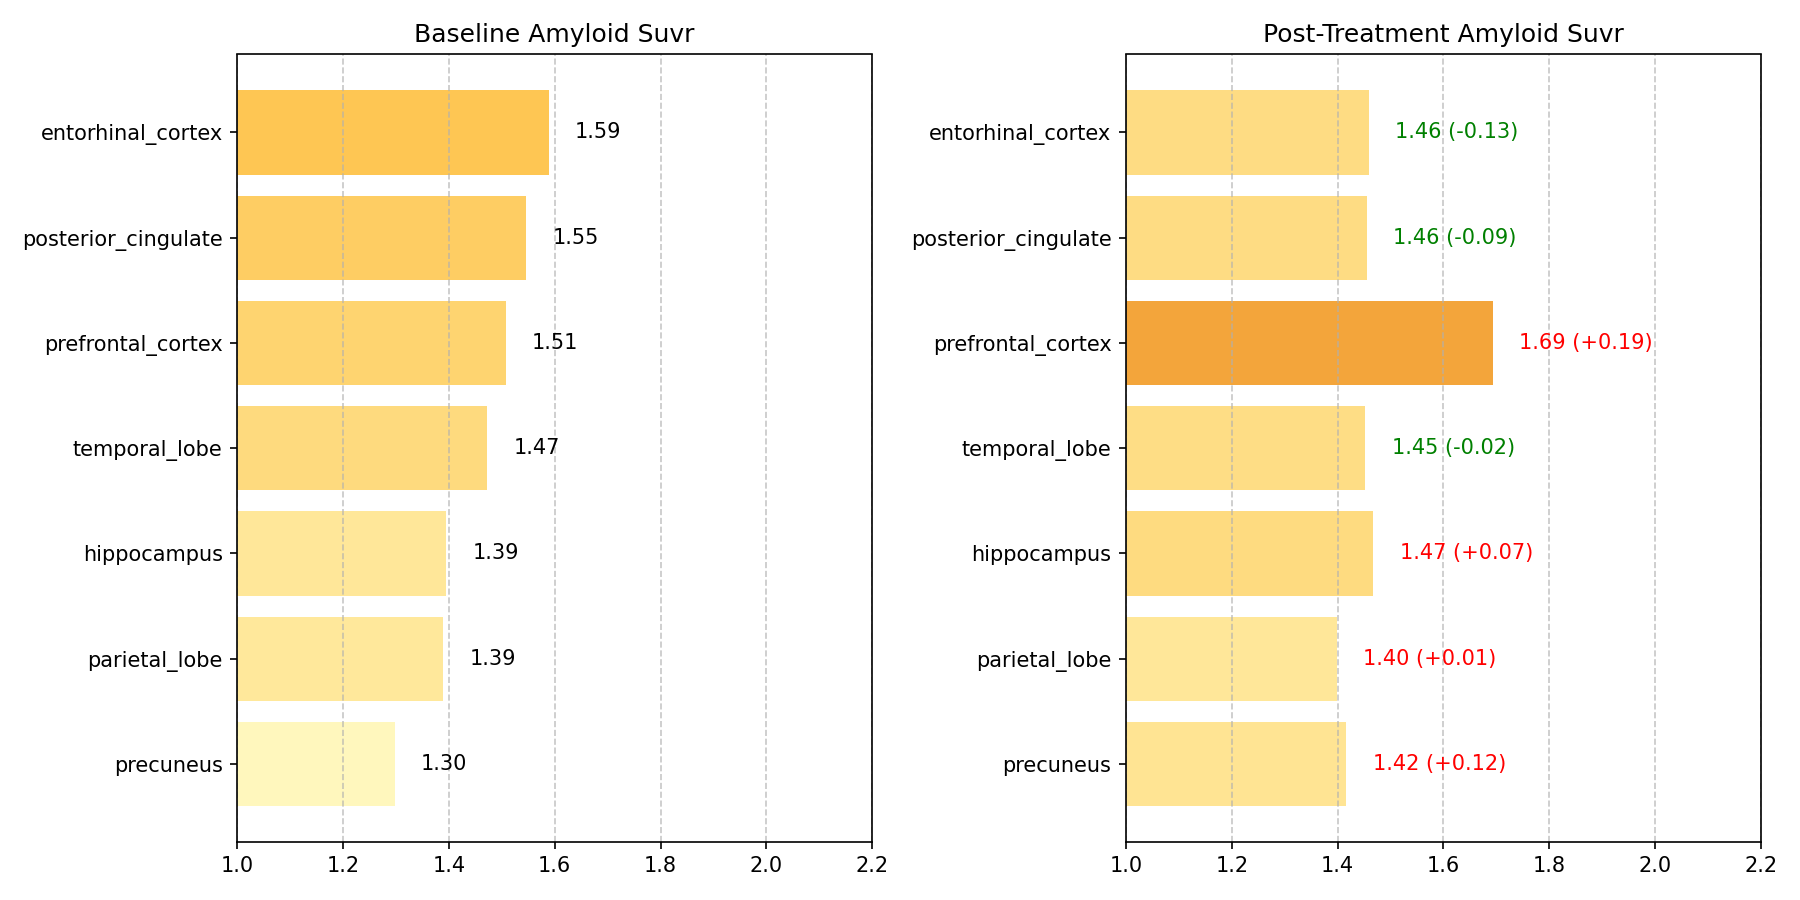 Baseline Amyloid Suvr
entorhinal_cortex 1.59
posterior_cingulate 1.55
prefrontal_cortex 1.51
temporal_lobe 1.47
hippocampus 1.39
parietal_lobe 1.39
precuneus 1.30
1.0 1.2 1.4 1.6 1.8 2.0 2.2
Post-Treatment Amyloid Suvr
entorhinal_cortex 1.46 (-0.13)
posterior_cingulate 1.46 (-0.09)
prefrontal_cortex 1.69 (+0.19)
temporal_lobe 1.45 (-0.02)
hippocampus 1.47 (+0.07)
parietal_lobe 1.40 (+0.01)
precuneus 1.42 (+0.12)
1.0 1.2 1.4 1.6 1.8 2.0 2.2